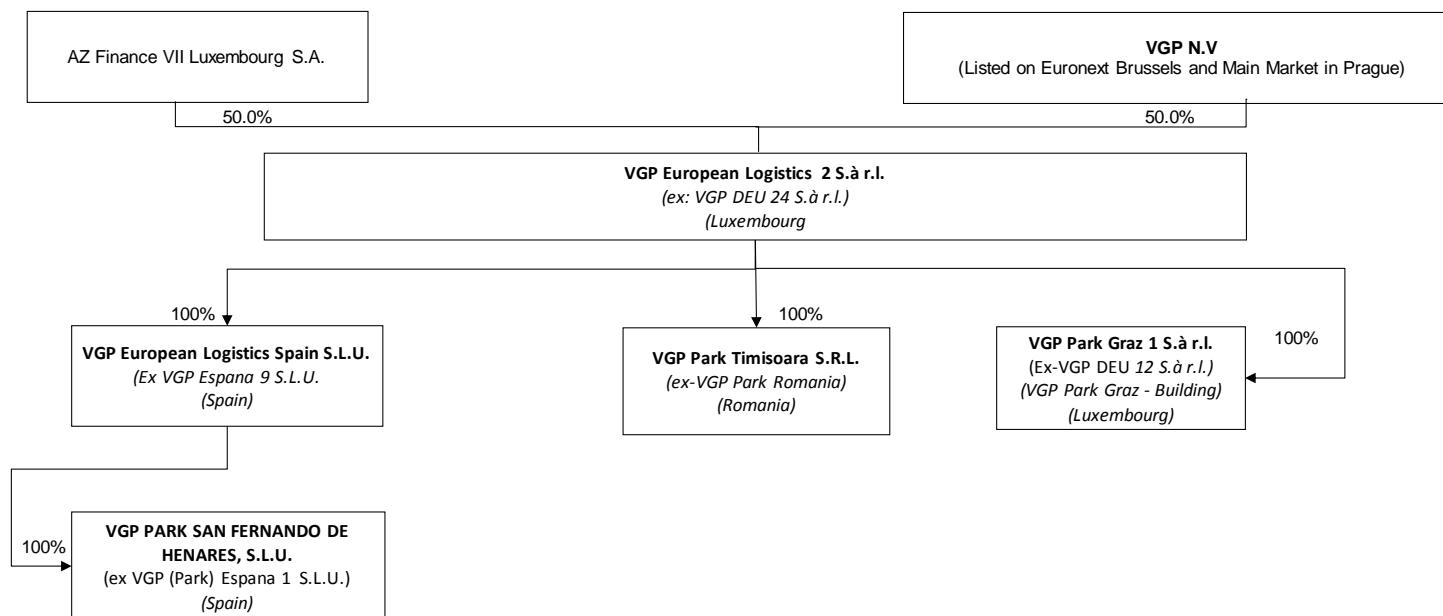 AZ Finance VII Luxembourg S.A.
VGP N.V
(Listed on Euronext Brussels and Main Market in Prague)
50.0%
50.0%
VGP European Logistics 2 S.à r.l.
(ex: VGP DEU 24 S.à r.l.)
(Luxembourg
100%
100%
100%
VGP European Logistics Spain S.L.U.
(Ex VGP Espana 9 S.L.U.
(Spain)
VGP Park Timisoara S.R.L.
(ex-VGP Park Romania)
(Romania)
VGP Park Graz 1 S.à r.l.
(Ex-VGP DEU 12 S.à r.l.)
(VGP Park Graz - Building)
(Luxembourg)
100%
VGP PARK SAN FERNANDO DE
HENARES, S.L.U.
(ex VGP (Park) Espana 1 S.L.U.)
(Spain)